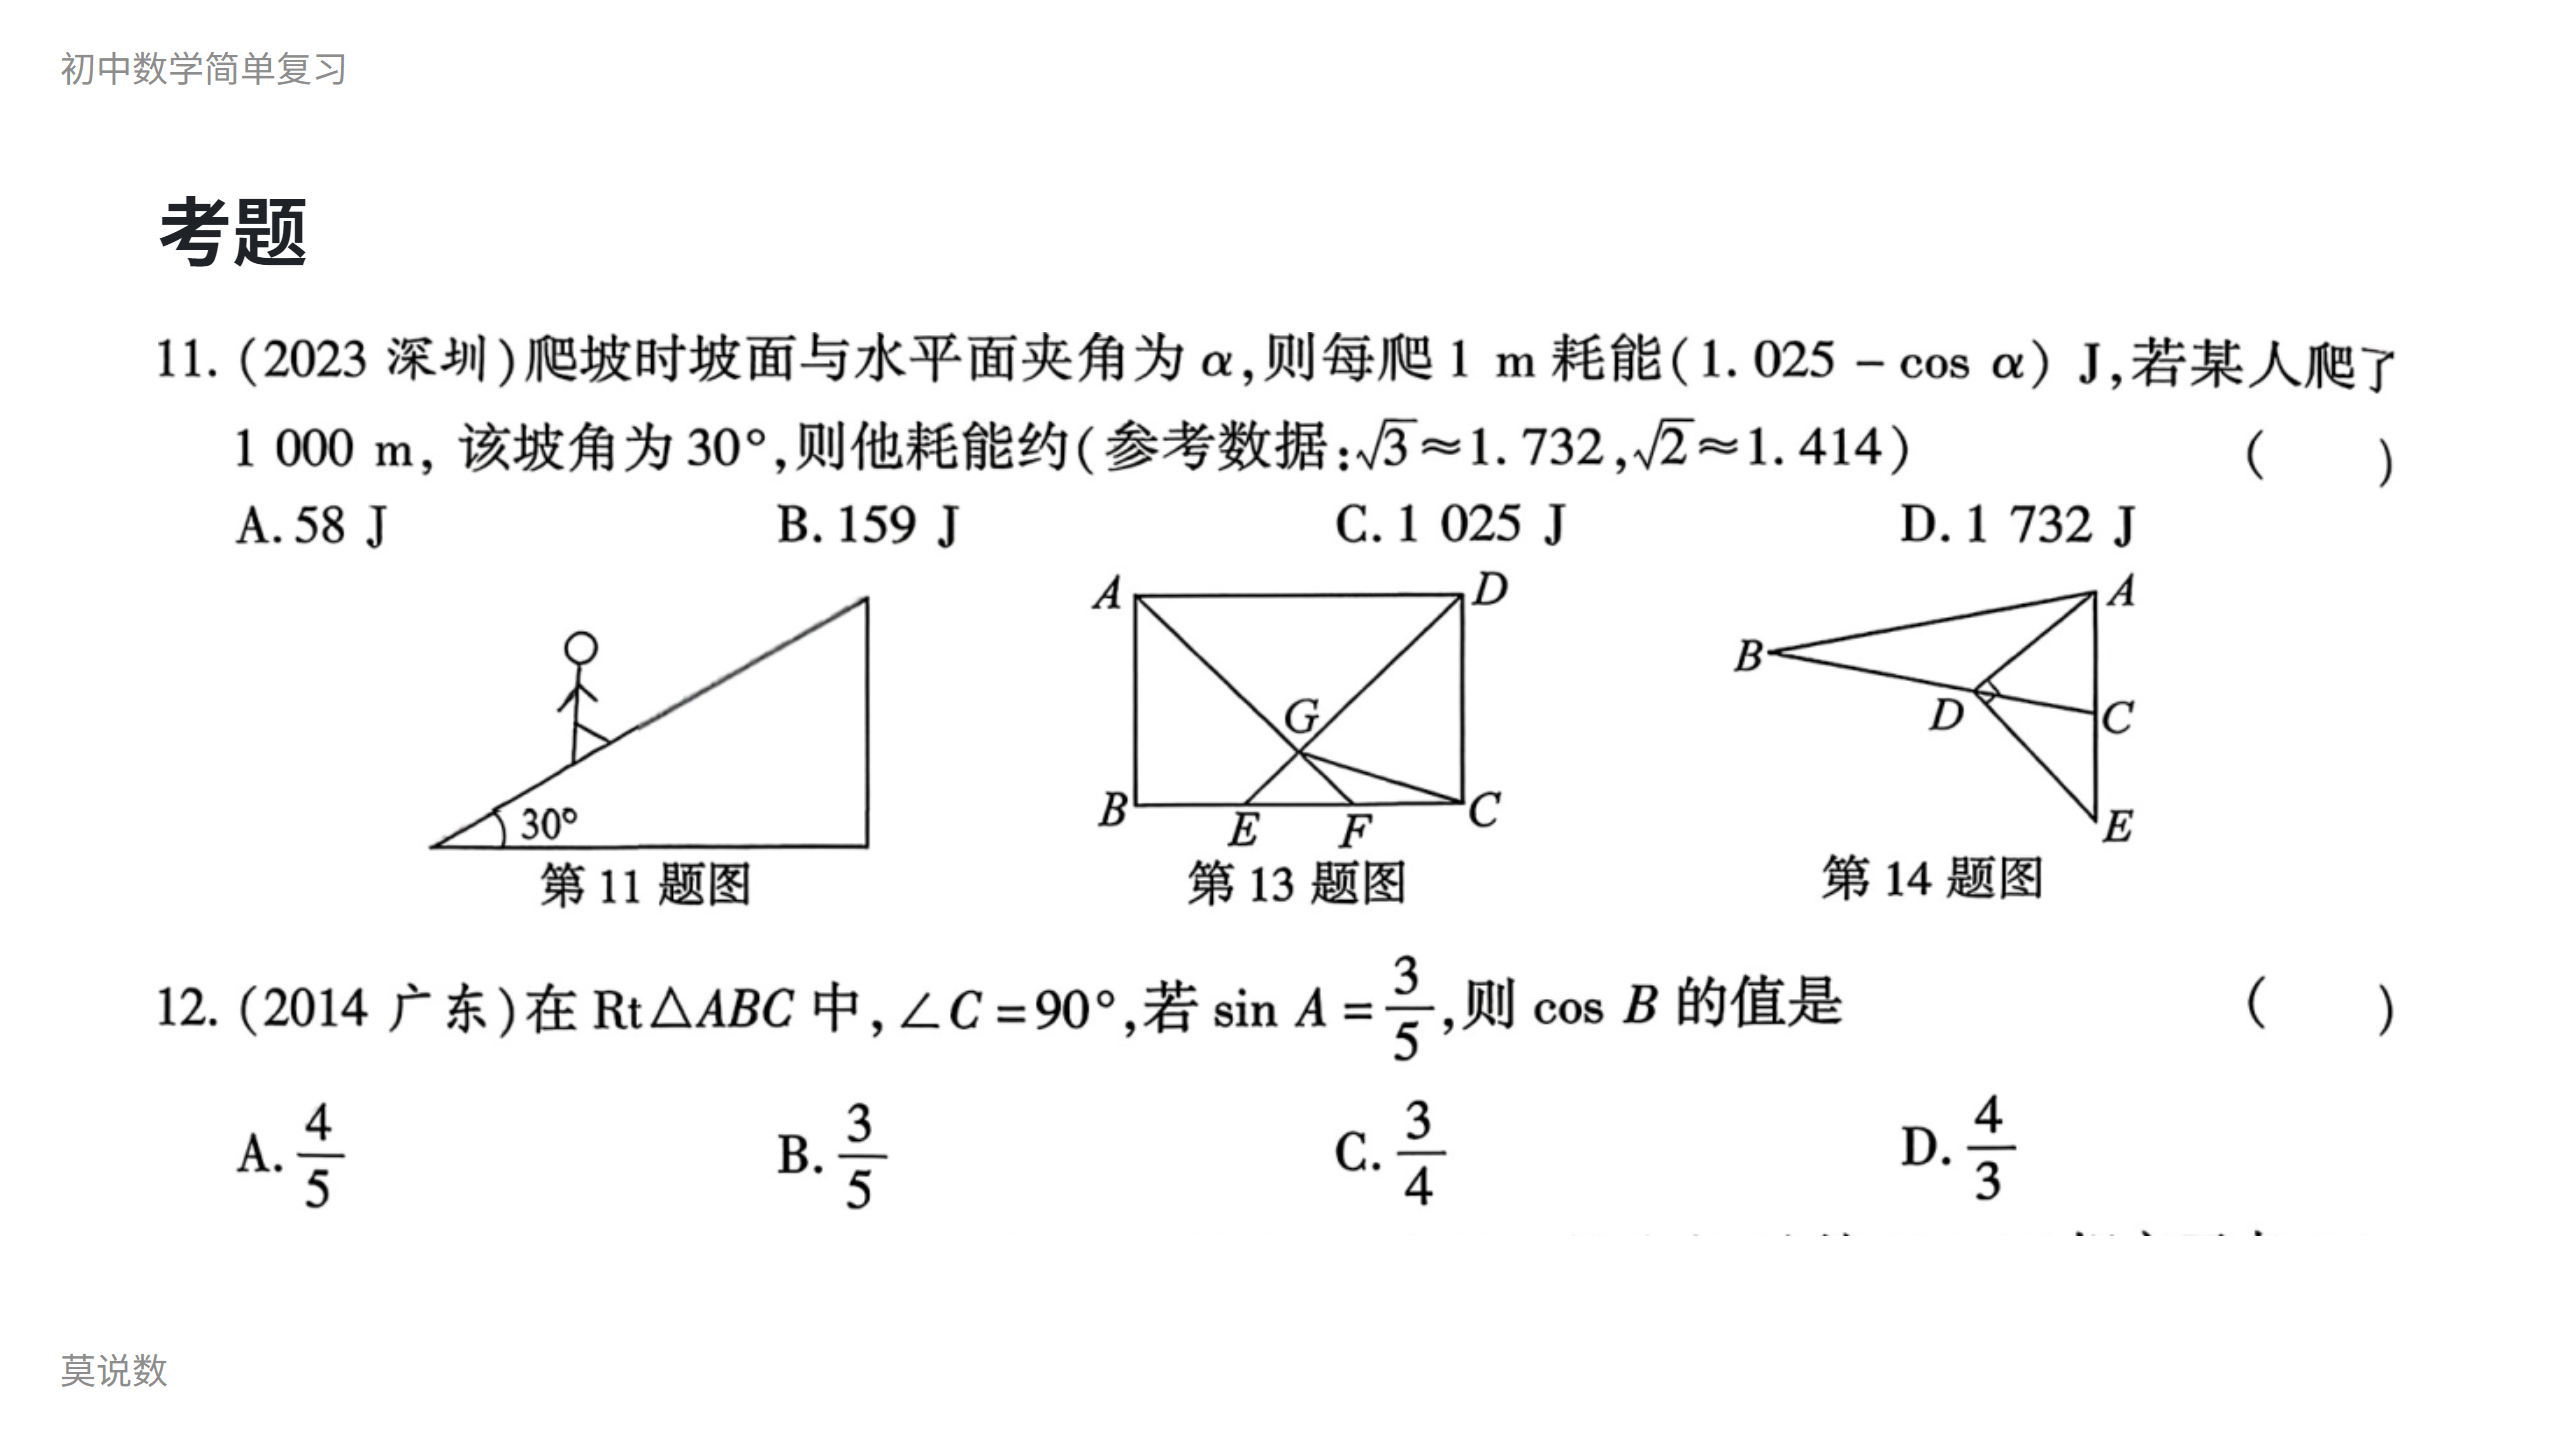 初中数学简单复习
考题
11. (2023 深圳)爬坡时坡面与水平面夹角为 α,则每爬 1 m 耗能(1. 025 − cos α) J,若某人爬了
1 000 m, 该坡角为 30°,则他耗能约(参考数据:√3≈1. 732,√2≈1. 414) ( )
A. 58 J B. 159 J C. 1 025 J D. 1 732 J
30°
第 11 题图
A D
G
B E F C
第 13 题图
A
B
D C
E
第 14 题图
12. (2014 广东)在 Rt△ABC 中,∠C=90°,若 sin A=3/5,则 cos B 的值是 ( )
A. 4/5 B. 3/5 C. 3/4 D. 4/3
莫说数